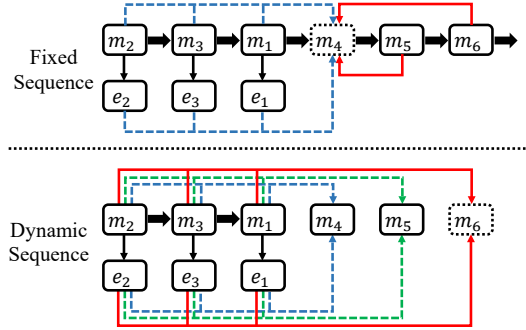 m₂ m₃ m₁ m₄ m₅ m₆
Fixed
Sequence
e₂ e₃ e₁
m₂ m₃ m₁ m₄ m₅ m₆
Dynamic
Sequence
e₂ e₃ e₁